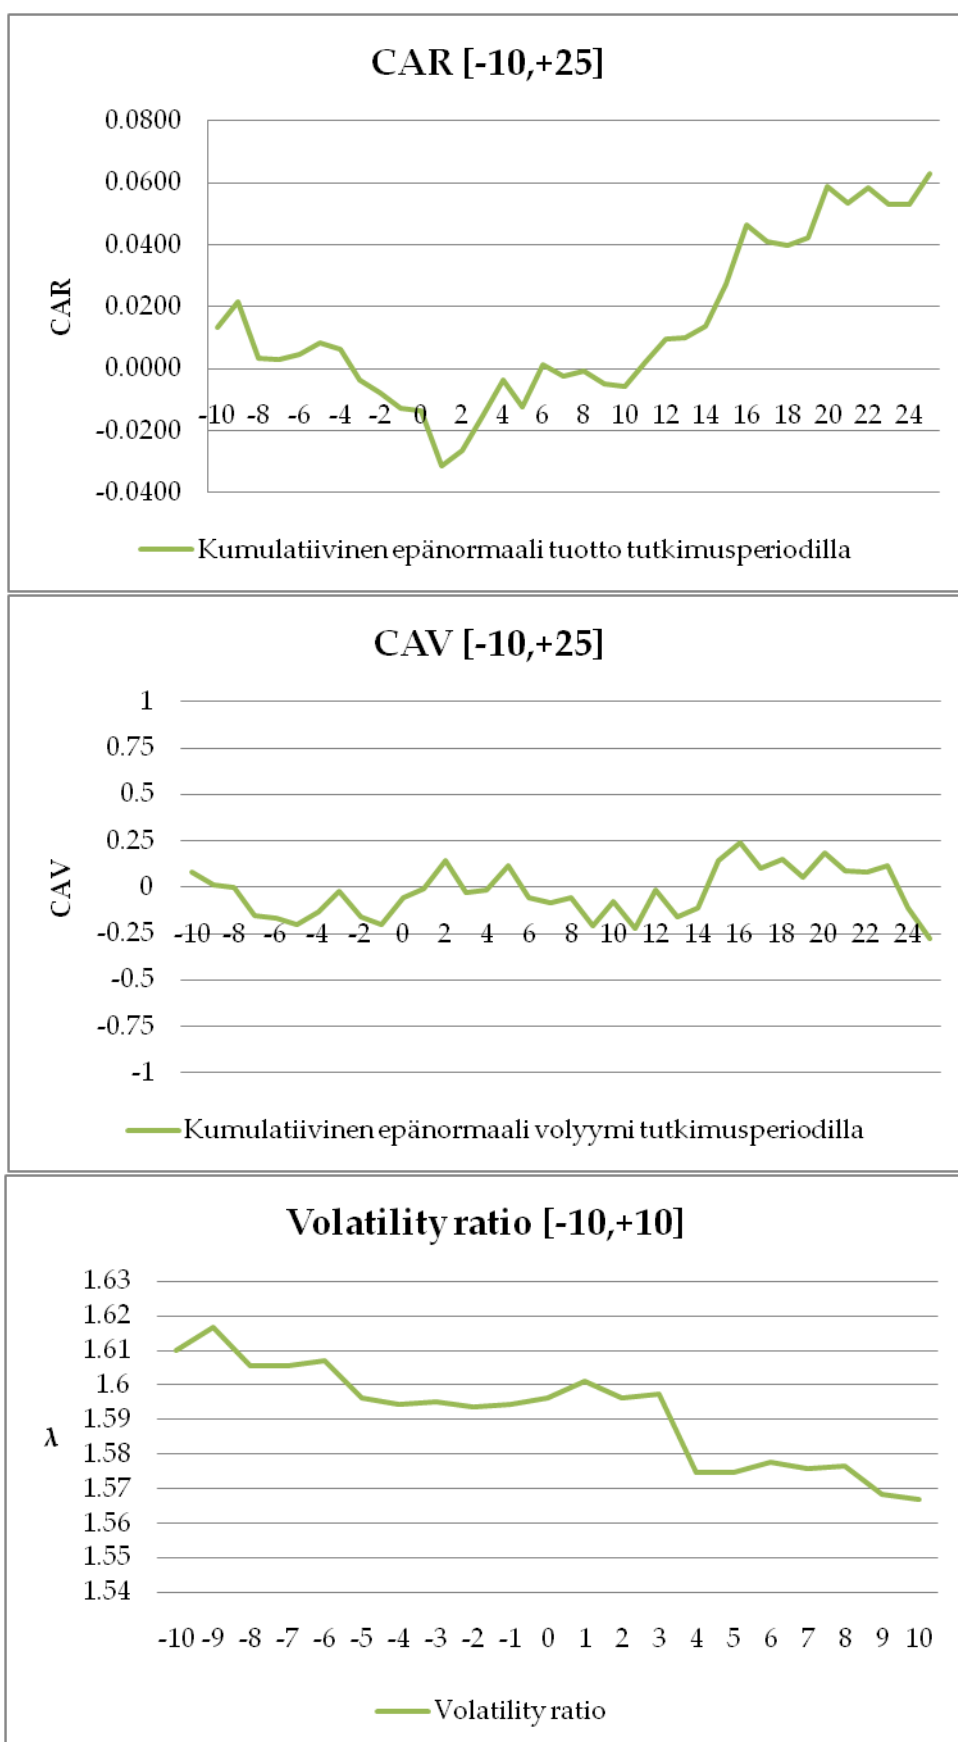 CAR [-10,+25]
0.0800
0.0600
0.0400
0.0200
0.0000
-0.0200
-0.0400
CAR
-10 -8 -6 -4 -2 0 2 4 6 8 10 12 14 16 18 20 22 24
Kumulatiivinen epänormaali tuotto tutkimusperiodilla
CAV [-10,+25]
1
0.75
0.5
0.25
0
-0.25
-0.5
-0.75
-1
CAV
-10 -8 -6 -4 -2 0 2 4 6 8 10 12 14 16 18 20 22 24
Kumulatiivinen epänormaali volyymi tutkimusperiodilla
Volatility ratio [-10,+10]
1.63
1.62
1.61
1.6
1.59
1.58
1.57
1.56
1.55
1.54
λ
-10 -9 -8 -7 -6 -5 -4 -3 -2 -1 0 1 2 3 4 5 6 7 8 9 10
Volatility ratio